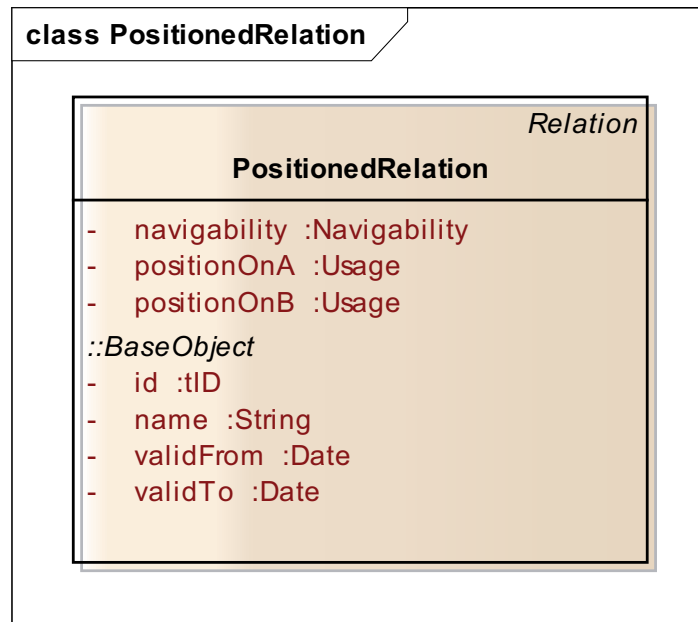 class PositionedRelation
Relation
PositionedRelation
- navigability :Navigability
- positionOnA :Usage
- positionOnB :Usage
::BaseObject
- id :tID
- name :String
- validFrom :Date
- validTo :Date